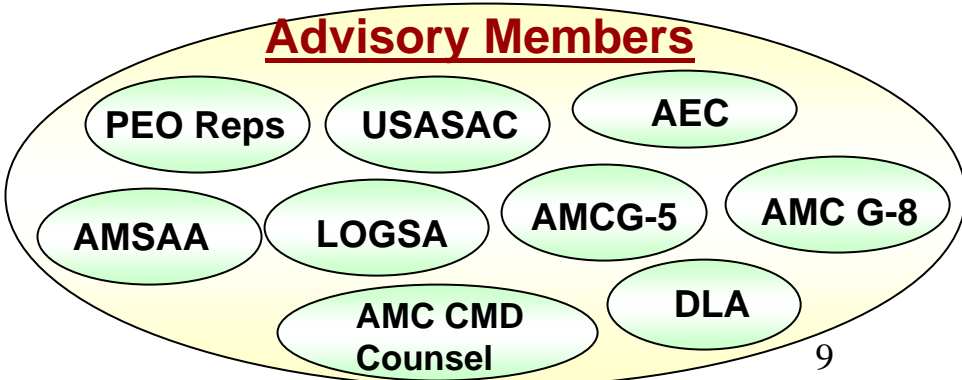 Advisory Members
PEO Reps
USASAC
AEC
AMSAA
LOGSA
AMCG-5
AMC G-8
AMC CMD
Counsel
DLA
9